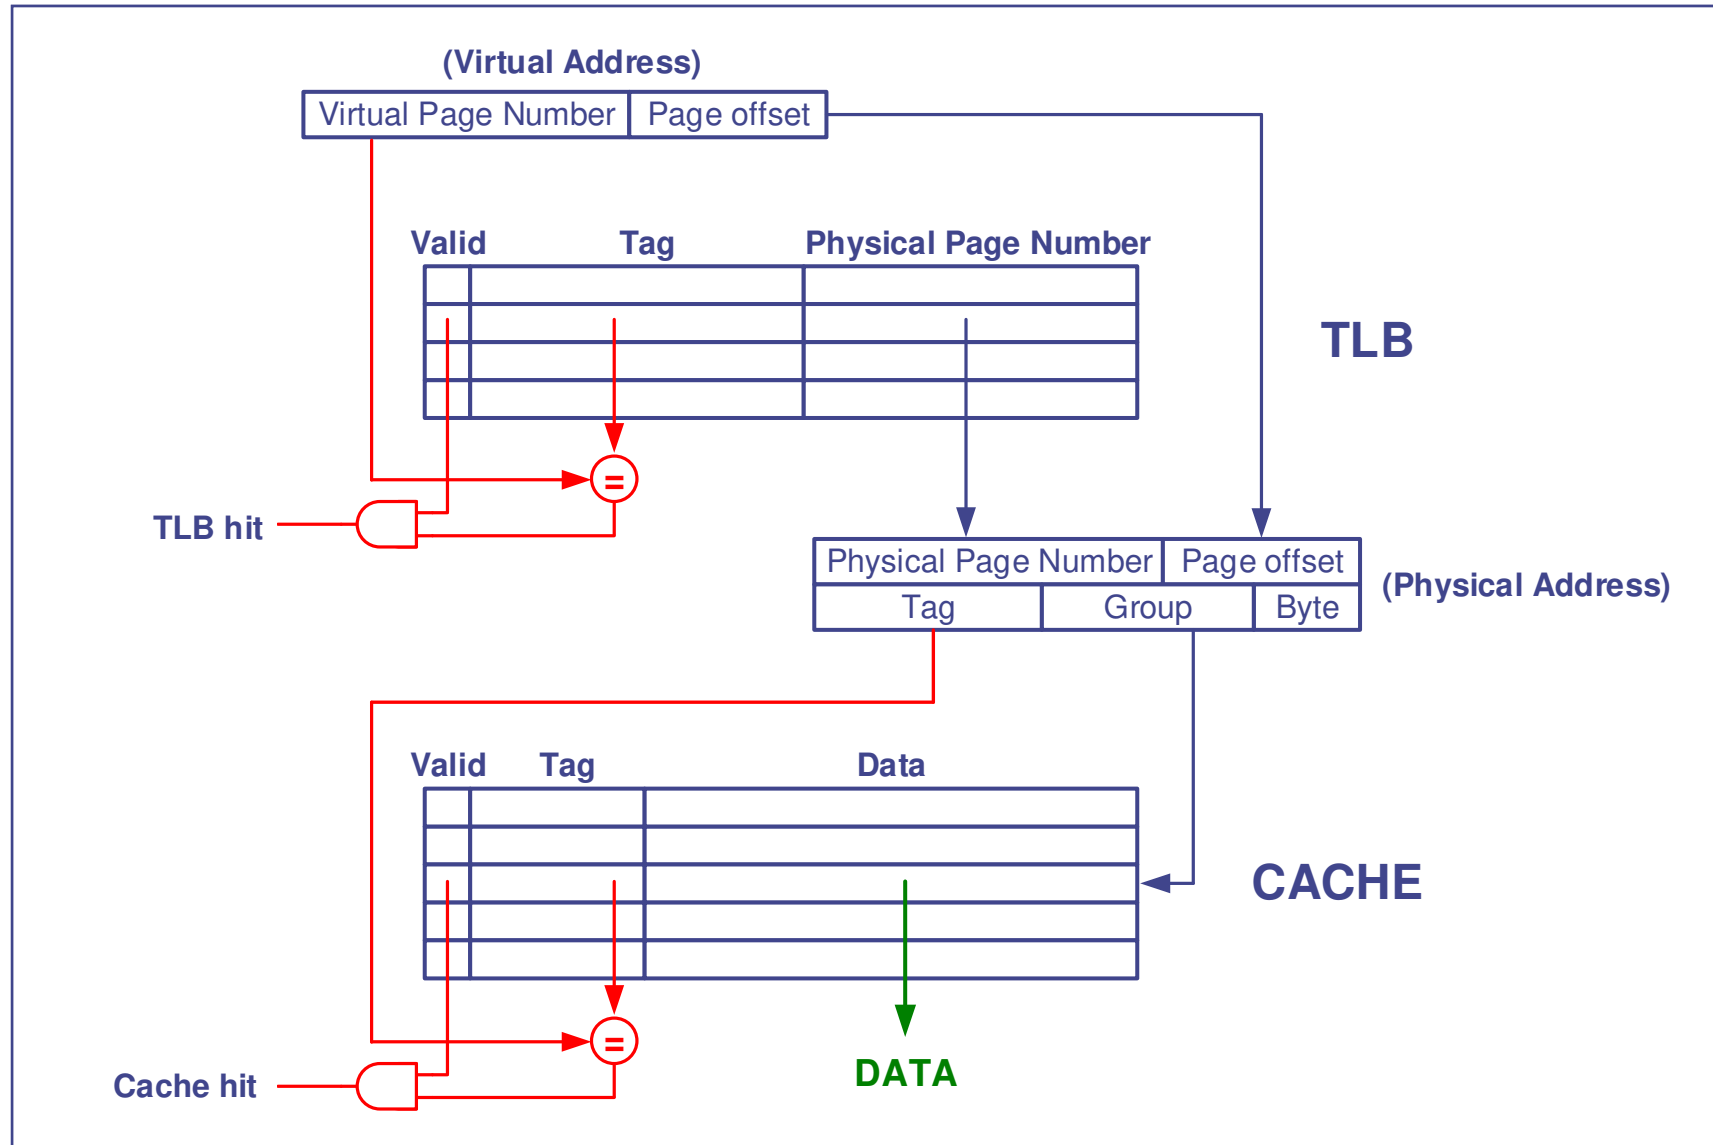 (Virtual Address)
Virtual Page Number Page offset
Valid Tag Physical Page Number
TLB
=
TLB hit
Physical Page Number Page offset
(Physical Address)
Tag Group Byte
Valid Tag Data
CACHE
=
DATA
Cache hit